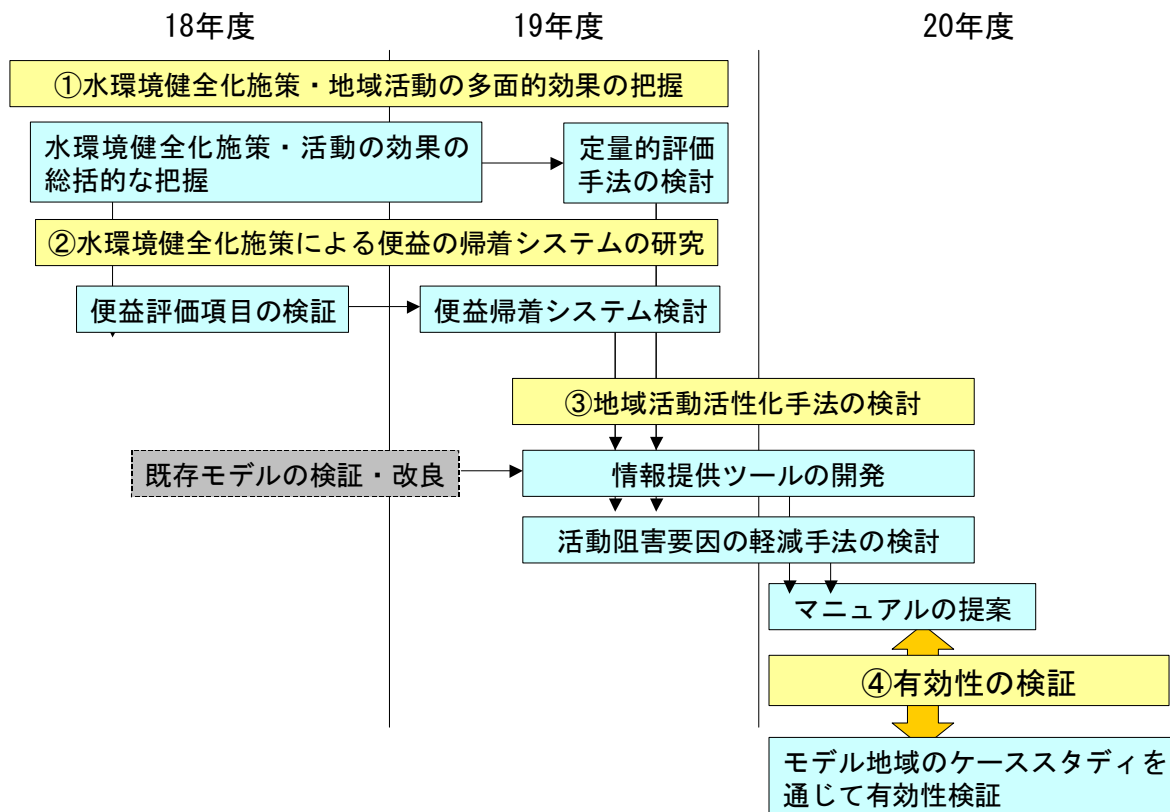 18年度
19年度
20年度
①水環境健全化施策・地域活動の多面的効果の把握
水環境健全化施策・活動の効果の
総括的な把握
定量的評価
手法の検討
②水環境健全化施策による便益の帰着システムの研究
便益評価項目の検証
便益帰着システム検討
③地域活動活性化手法の検討
既存モデルの検証・改良
情報提供ツールの開発
活動阻害要因の軽減手法の検討
マニュアルの提案
④有効性の検証
モデル地域のケーススタディを
通じて有効性検証